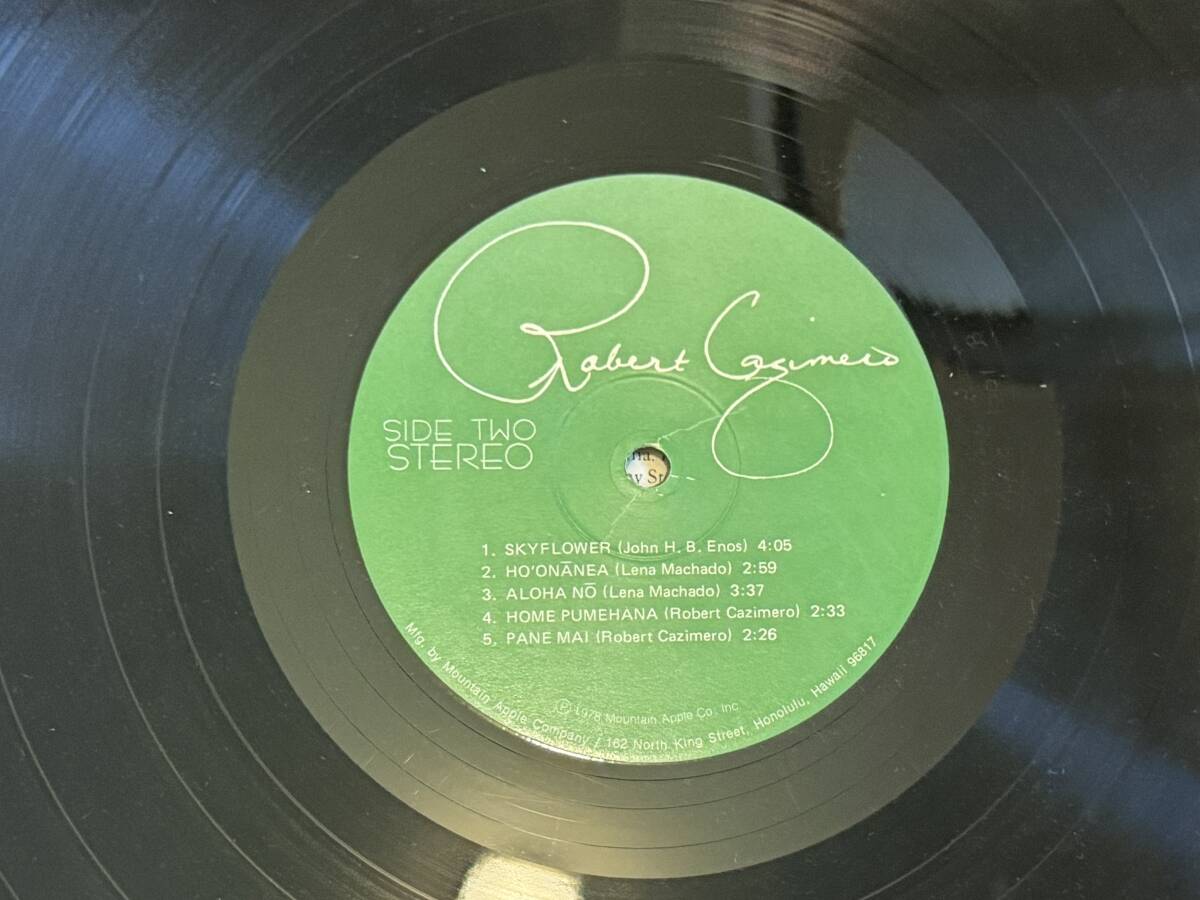 Robert Cazimero
SIDE TWO
STEREO
1. SKYFLOWER (John H. B. Enos) 4:05
2. HO'ONĀNEA (Lena Machado) 2:59
3. ALOHA NŌ (Lena Machado) 3:37
4. HOME PUMEHANA (Robert Cazimero) 2:33
5. PANE MAI (Robert Cazimero) 2:26
Ⓟ 1978 Mountain Apple Co., Inc
Mfg. by Mountain Apple Company / 162 North King Street, Honolulu, Hawaii 96817